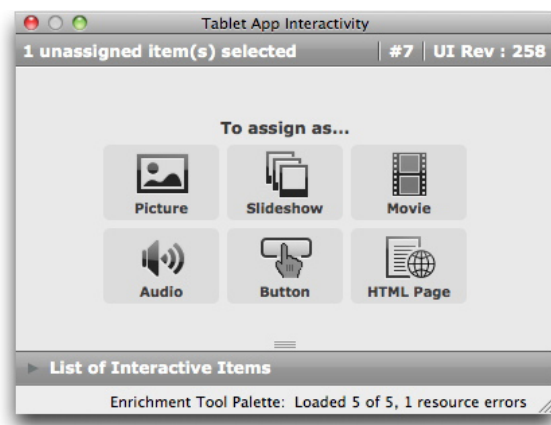 Tablet App Interactivity
1 unassigned item(s) selected #7 UI Rev : 258
To assign as...
Picture Slideshow Movie
Audio Button HTML Page
List of Interactive Items
Enrichment Tool Palette: Loaded 5 of 5, 1 resource errors